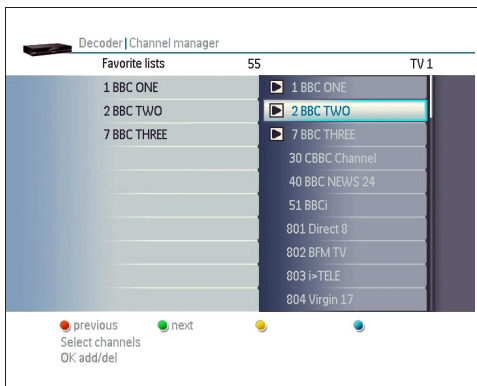 Decoder | Channel manager
Favorite lists 55 TV 1
1 BBC ONE
2 BBC TWO
7 BBC THREE
1 BBC ONE
2 BBC TWO
7 BBC THREE
30 CBBC Channel
40 BBC NEWS 24
51 BBCi
801 Direct 8
802 BFM TV
803 i>TELE
804 Virgin 17
previous next
Select channels
OK add/del